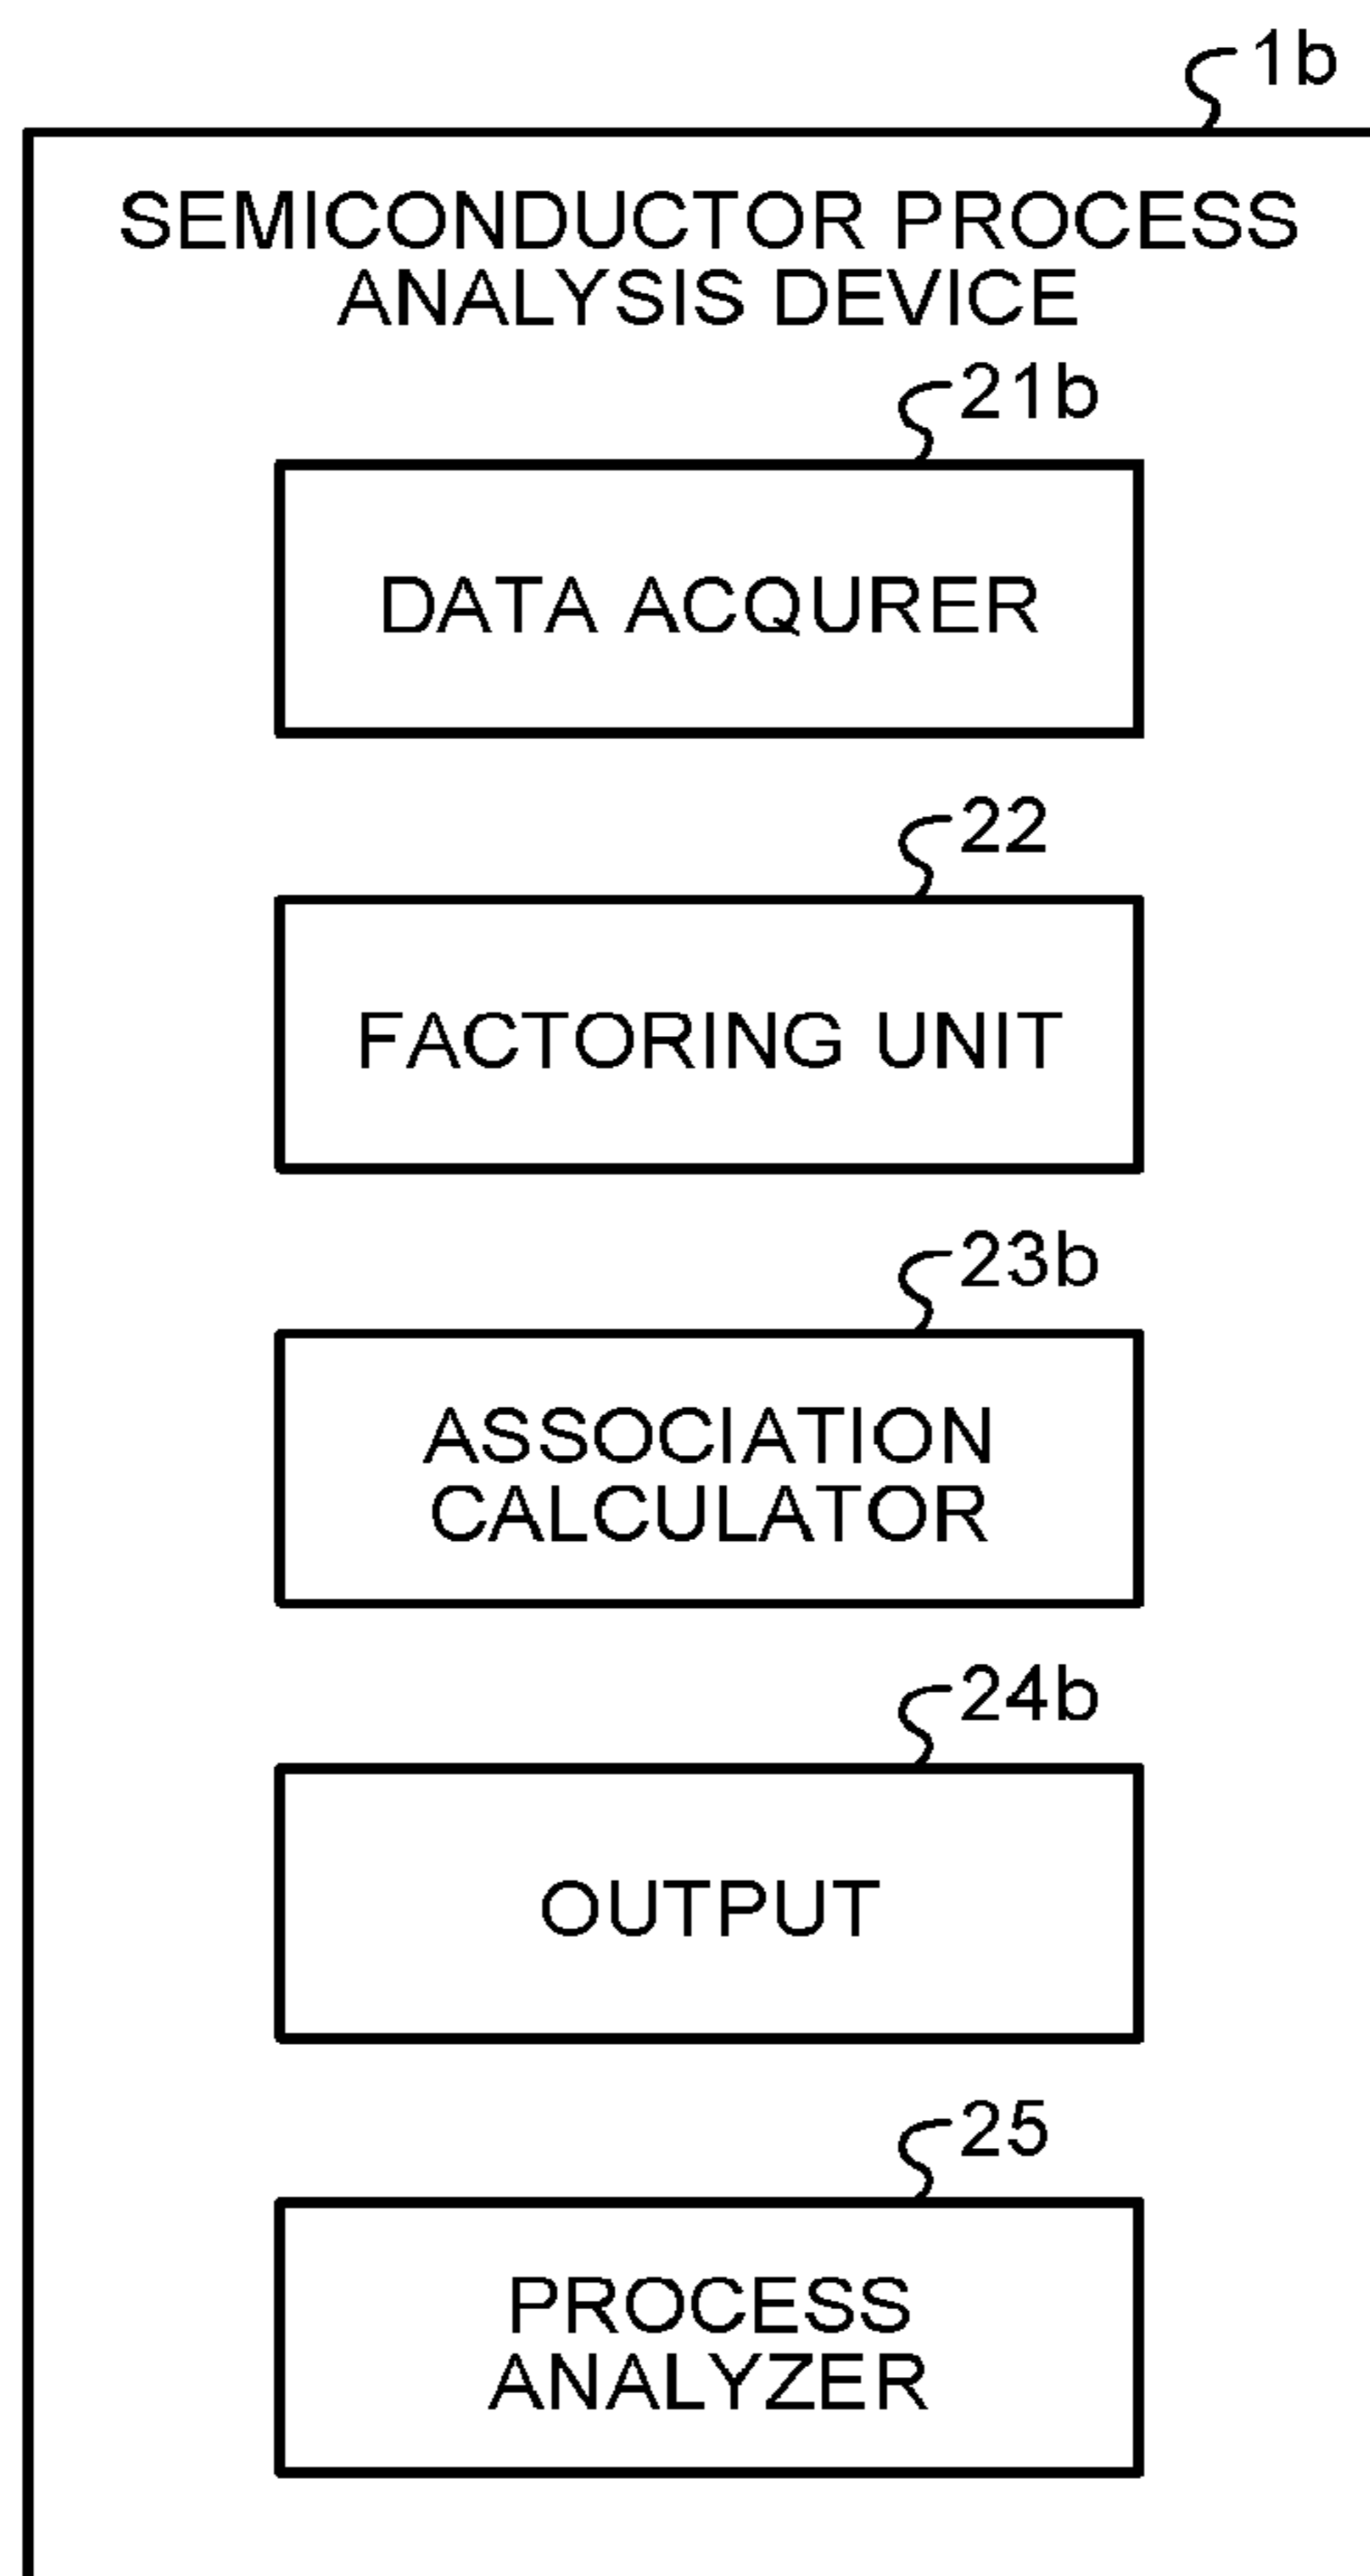 1b
SEMICONDUCTOR PROCESS
ANALYSIS DEVICE
21b
DATA ACQURER
22
FACTORING UNIT
23b
ASSOCIATION
CALCULATOR
24b
OUTPUT
25
PROCESS
ANALYZER